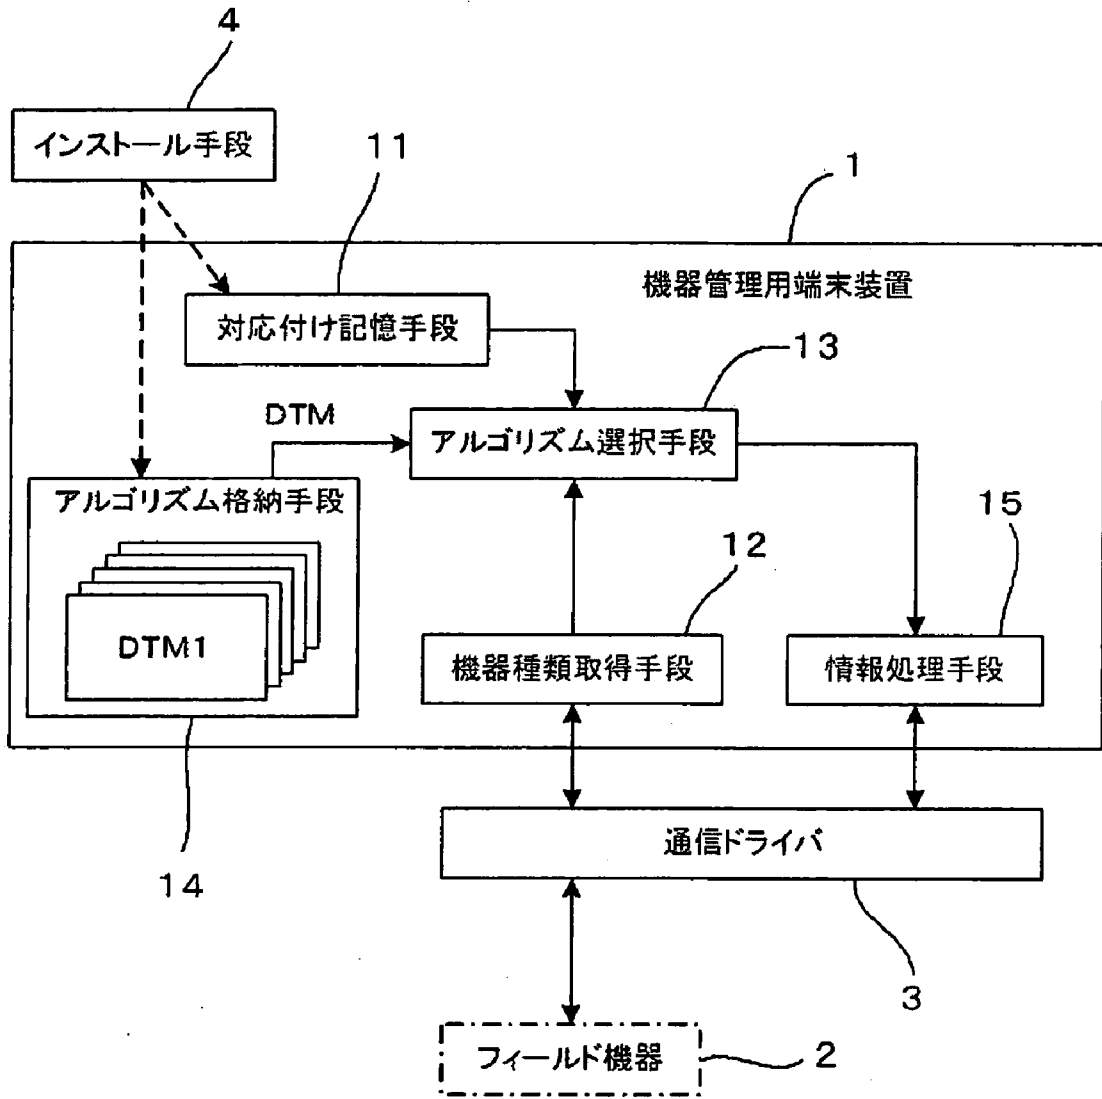 4
インストール手段
11
1
機器管理用端末装置
対応付け記憶手段
13
DTM
アルゴリズム選択手段
アルゴリズム格納手段
15
12
DTM1
機器種類取得手段
情報処理手段
通信ドライバ
14
3
フィールド機器
2